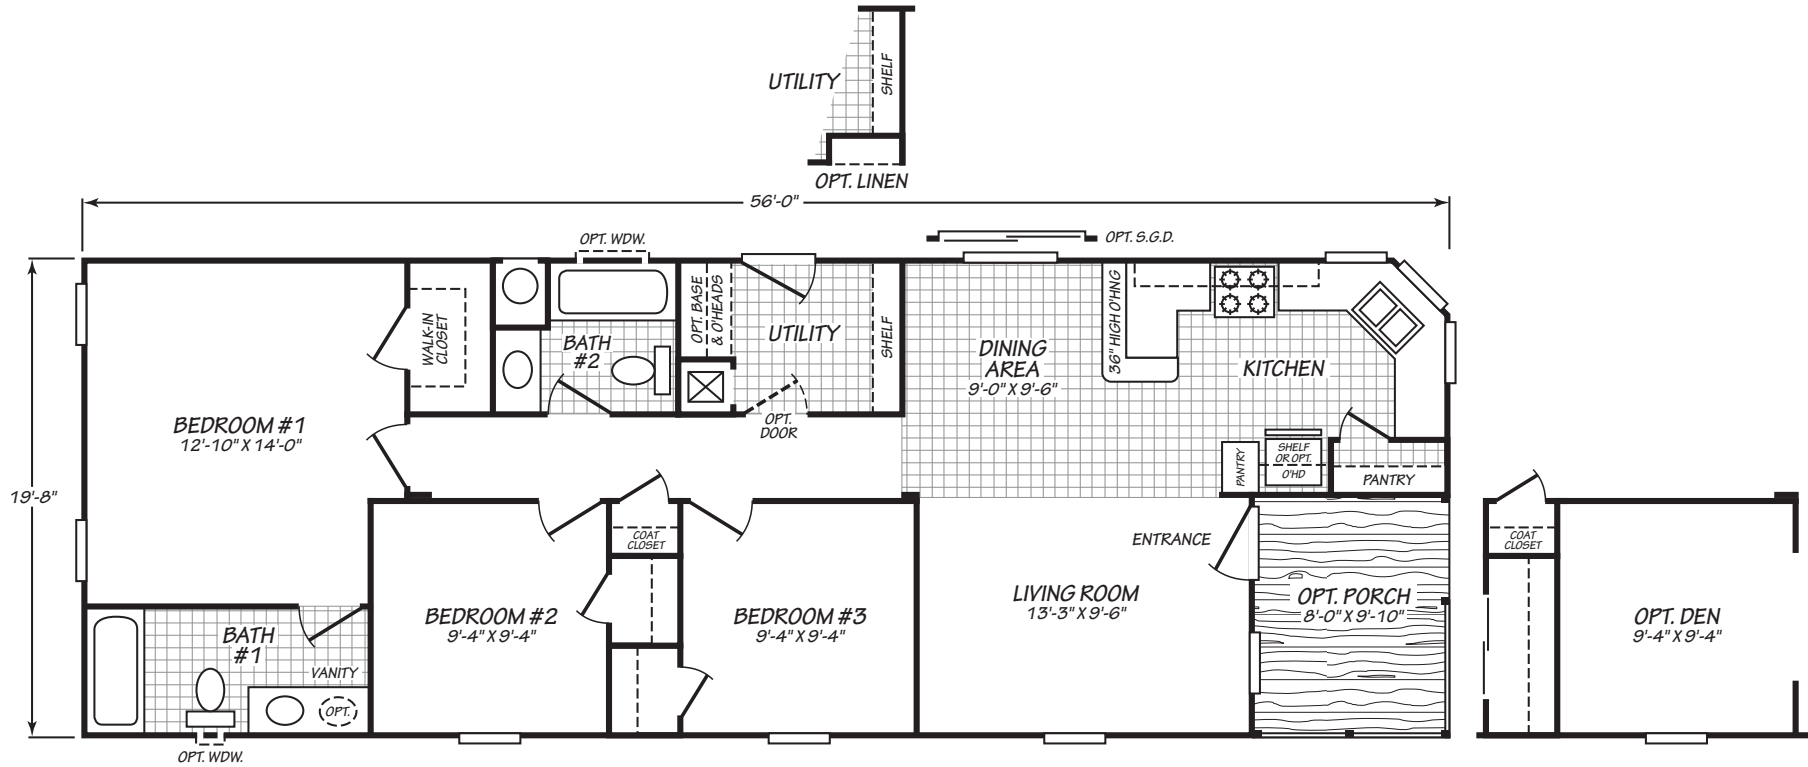 UTILITY
SHELF
OPT. LINEN
56'-0"
OPT. WDW.
OPT. S.G.D.
WALK-IN
CLOSET
BATH
#2
OPT. BASE
& O'HEADS
UTILITY
SHELF
DINING
AREA
9'-0" X 9'-6"
36" HIGH O'HNG
KITCHEN
BEDROOM #1
12'-10" X 14'-0"
OPT.
DOOR
PANTRY
SHELF
OR OPT.
O'HD
PANTRY
19'-8"
COAT
CLOSET
ENTRANCE
COAT
CLOSET
BEDROOM #2
9'-4" X 9'-4"
BEDROOM #3
9'-4" X 9'-4"
LIVING ROOM
13'-3" X 9'-6"
OPT. PORCH
8'-0" X 9'-10"
OPT. DEN
9'-4" X 9'-4"
BATH
#1
VANITY
OPT.
OPT. WDW.